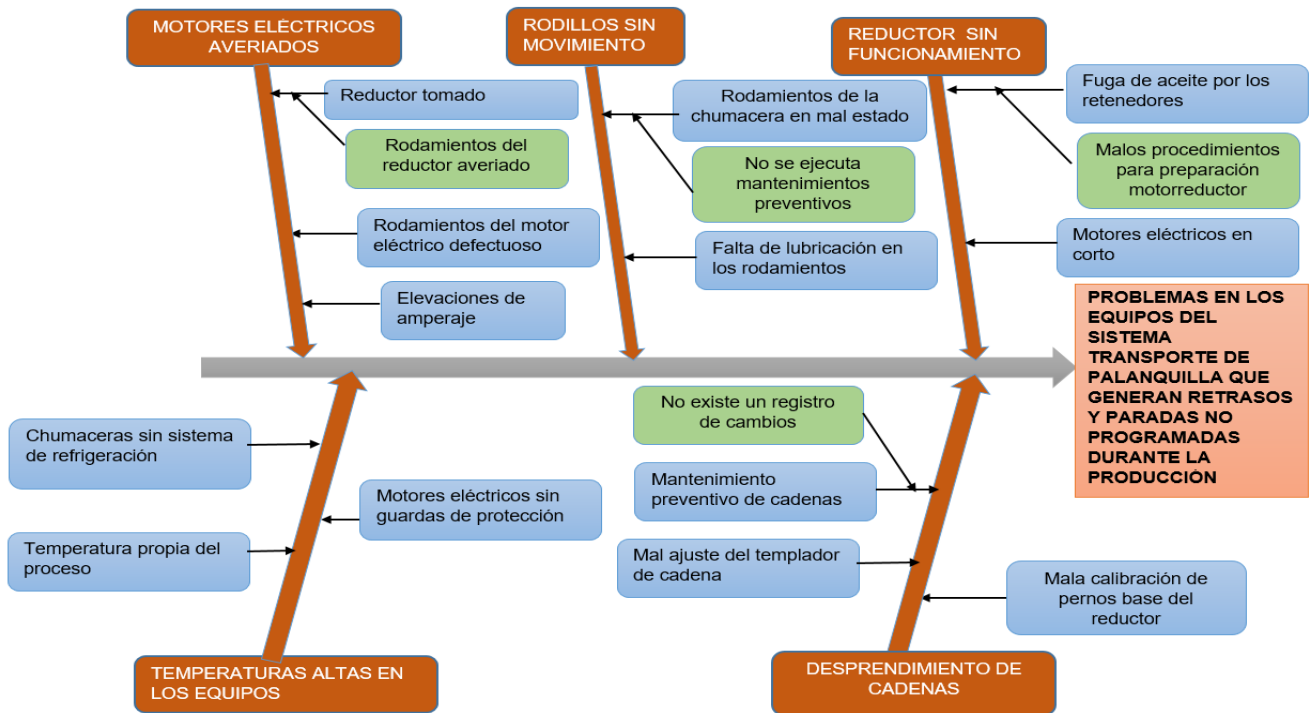 MOTORES ELÉCTRICOS
AVERIADOS
RODILLOS SIN
MOVIMIENTO
REDUCTOR SIN
FUNCIONAMIENTO
Reductor tomado
Rodamientos del
reductor averiado
Rodamientos del motor
eléctrico defectuoso
Elevaciones de
amperaje
Rodamientos de la
chumacera en mal estado
No se ejecuta
mantenimientos
preventivos
Falta de lubricación en
los rodamientos
Fuga de aceite por los
retenedores
Malos procedimientos
para preparación
motorreductor
Motores eléctricos en
corto
PROBLEMAS EN LOS
EQUIPOS DEL
SISTEMA
TRANSPORTE DE
PALANQUILLA QUE
GENERAN RETRASOS
Y PARADAS NO
PROGRAMADAS
DURANTE LA
PRODUCCIÓN
Chumaceras sin sistema
de refrigeración
Motores eléctricos sin
guardas de protección
Temperatura propia del
proceso
No existe un registro
de cambios
Mantenimiento
preventivo de cadenas
Mal ajuste del templador
de cadena
Mala calibración de
pernos base del
reductor
TEMPERATURAS ALTAS EN
LOS EQUIPOS
DESPRENDIMIENTO DE
CADENAS